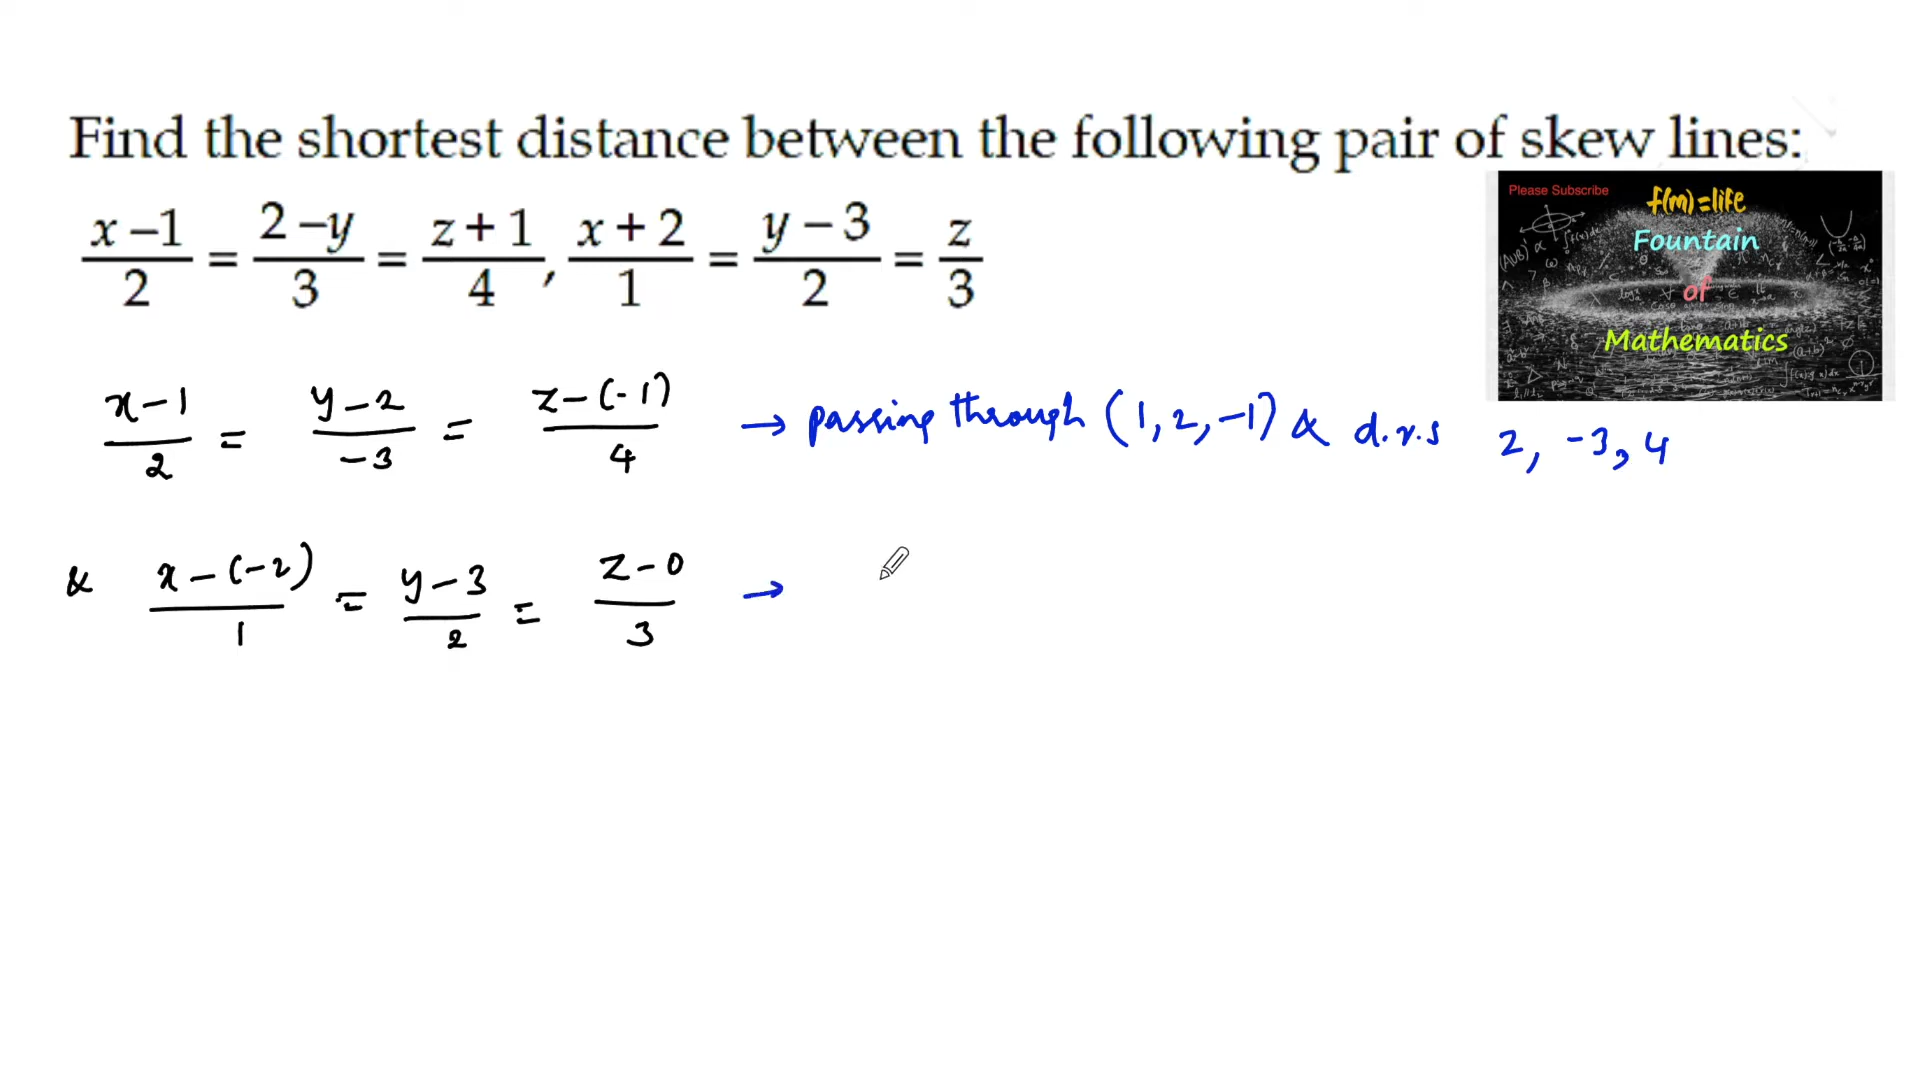 Find the shortest distance between the following pair of skew lines:
(x – 1)/2 = (2 – y)/3 = (z + 1)/4, (x + 2)/1 = (y – 3)/2 = z/3
Please Subscribe
f(m)=life
Fountain
of
Mathematics
(x – 1)/2 = (y – 2)/–3 = (z – (–1))/4 → passing through (1, 2, –1) & d.r.s 2, –3, 4
& (x – (–2))/1 = (y – 3)/2 = (z – 0)/3 →